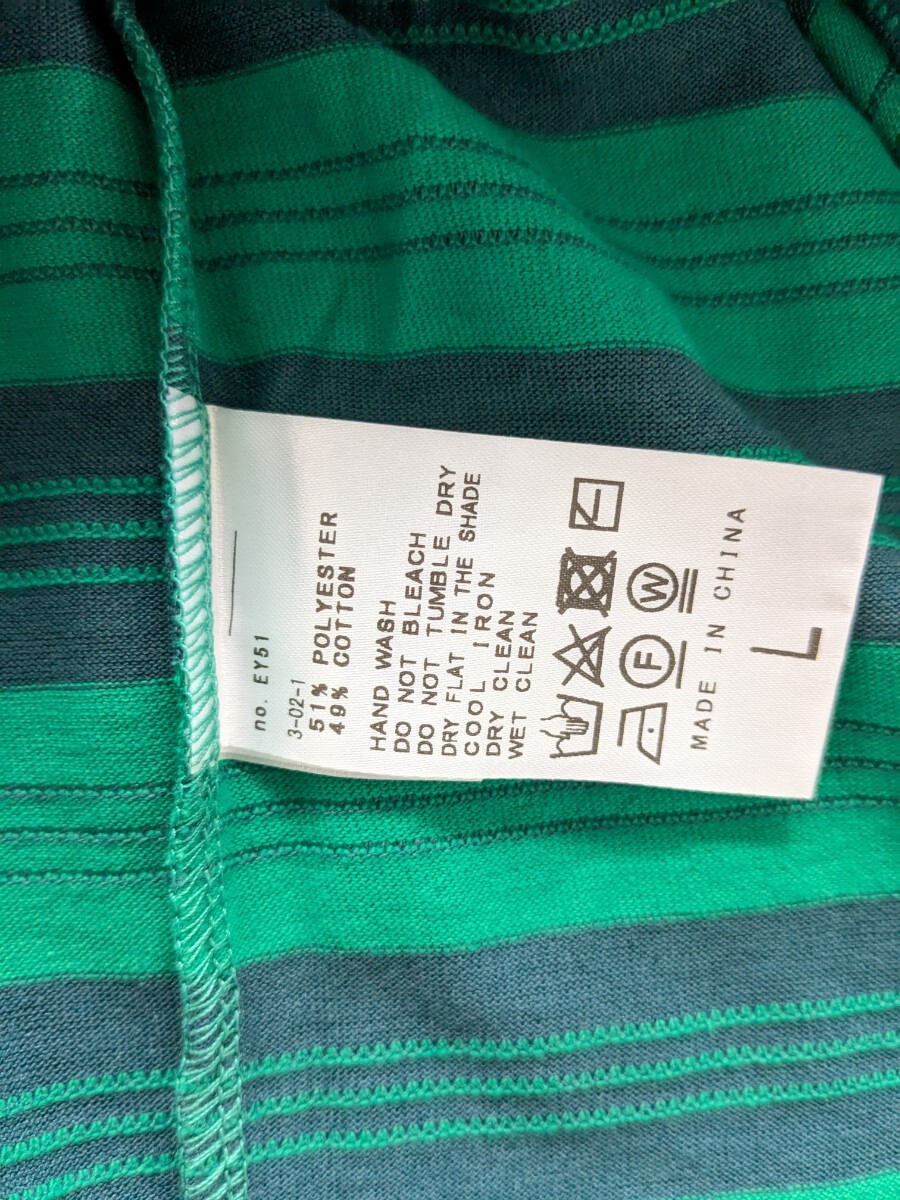 no. EY51
3-02-1
51% POLYESTER
49% COTTON
HAND WASH
DO NOT BLEACH
DO NOT TUMBLE DRY
DRY FLAT IN THE SHADE
COOL IRON
DRY CLEAN
WET CLEAN
F W
MADE IN CHINA
L